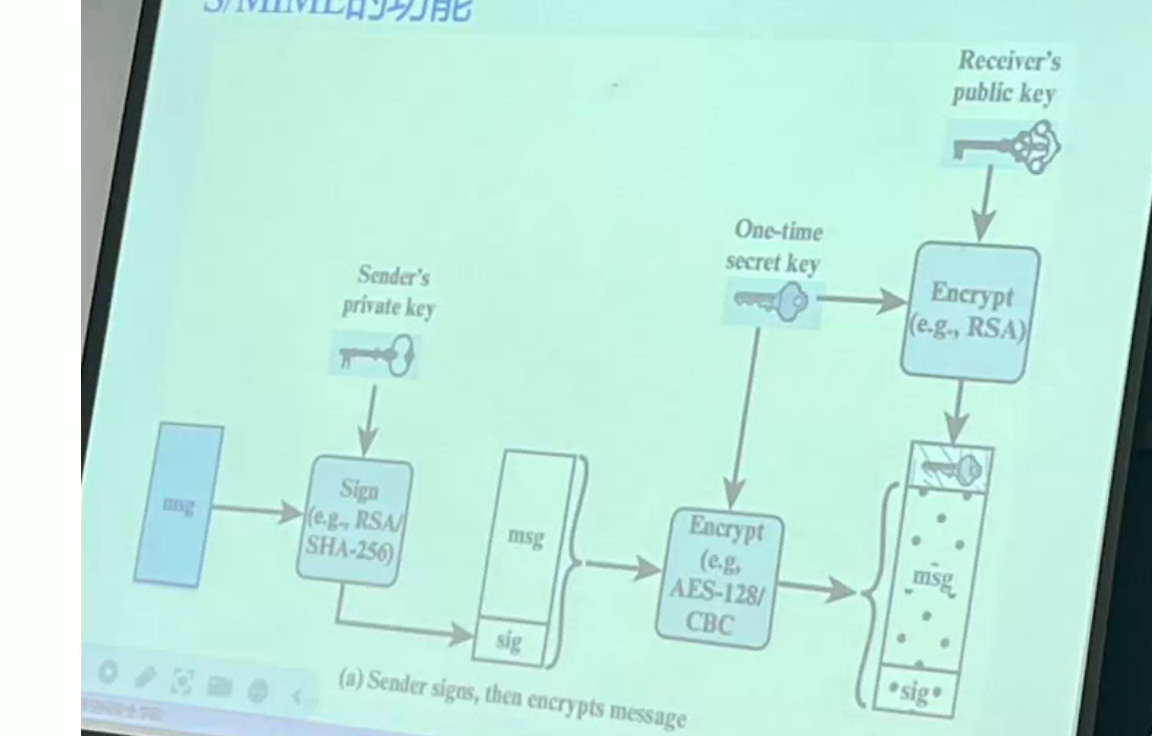 S/MIME的功能
Receiver's
public key
One-time
secret key
Encrypt
(e.g., RSA)
Sender's
private key
msg
Sign
(e.g., RSA/
SHA-256)
msg
sig
Encrypt
(e.g,
AES-128/
CBC
msg
sig
(a) Sender signs, then encrypts message